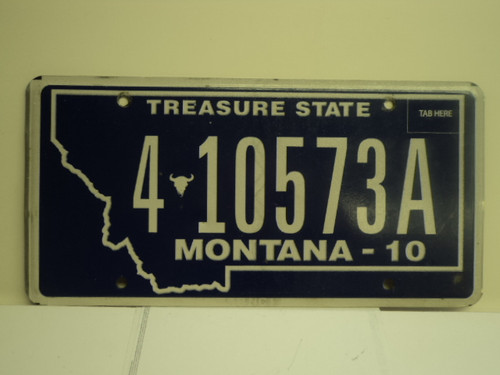 TREASURE STATE
TAB HERE
4 10573A
MONTANA - 10